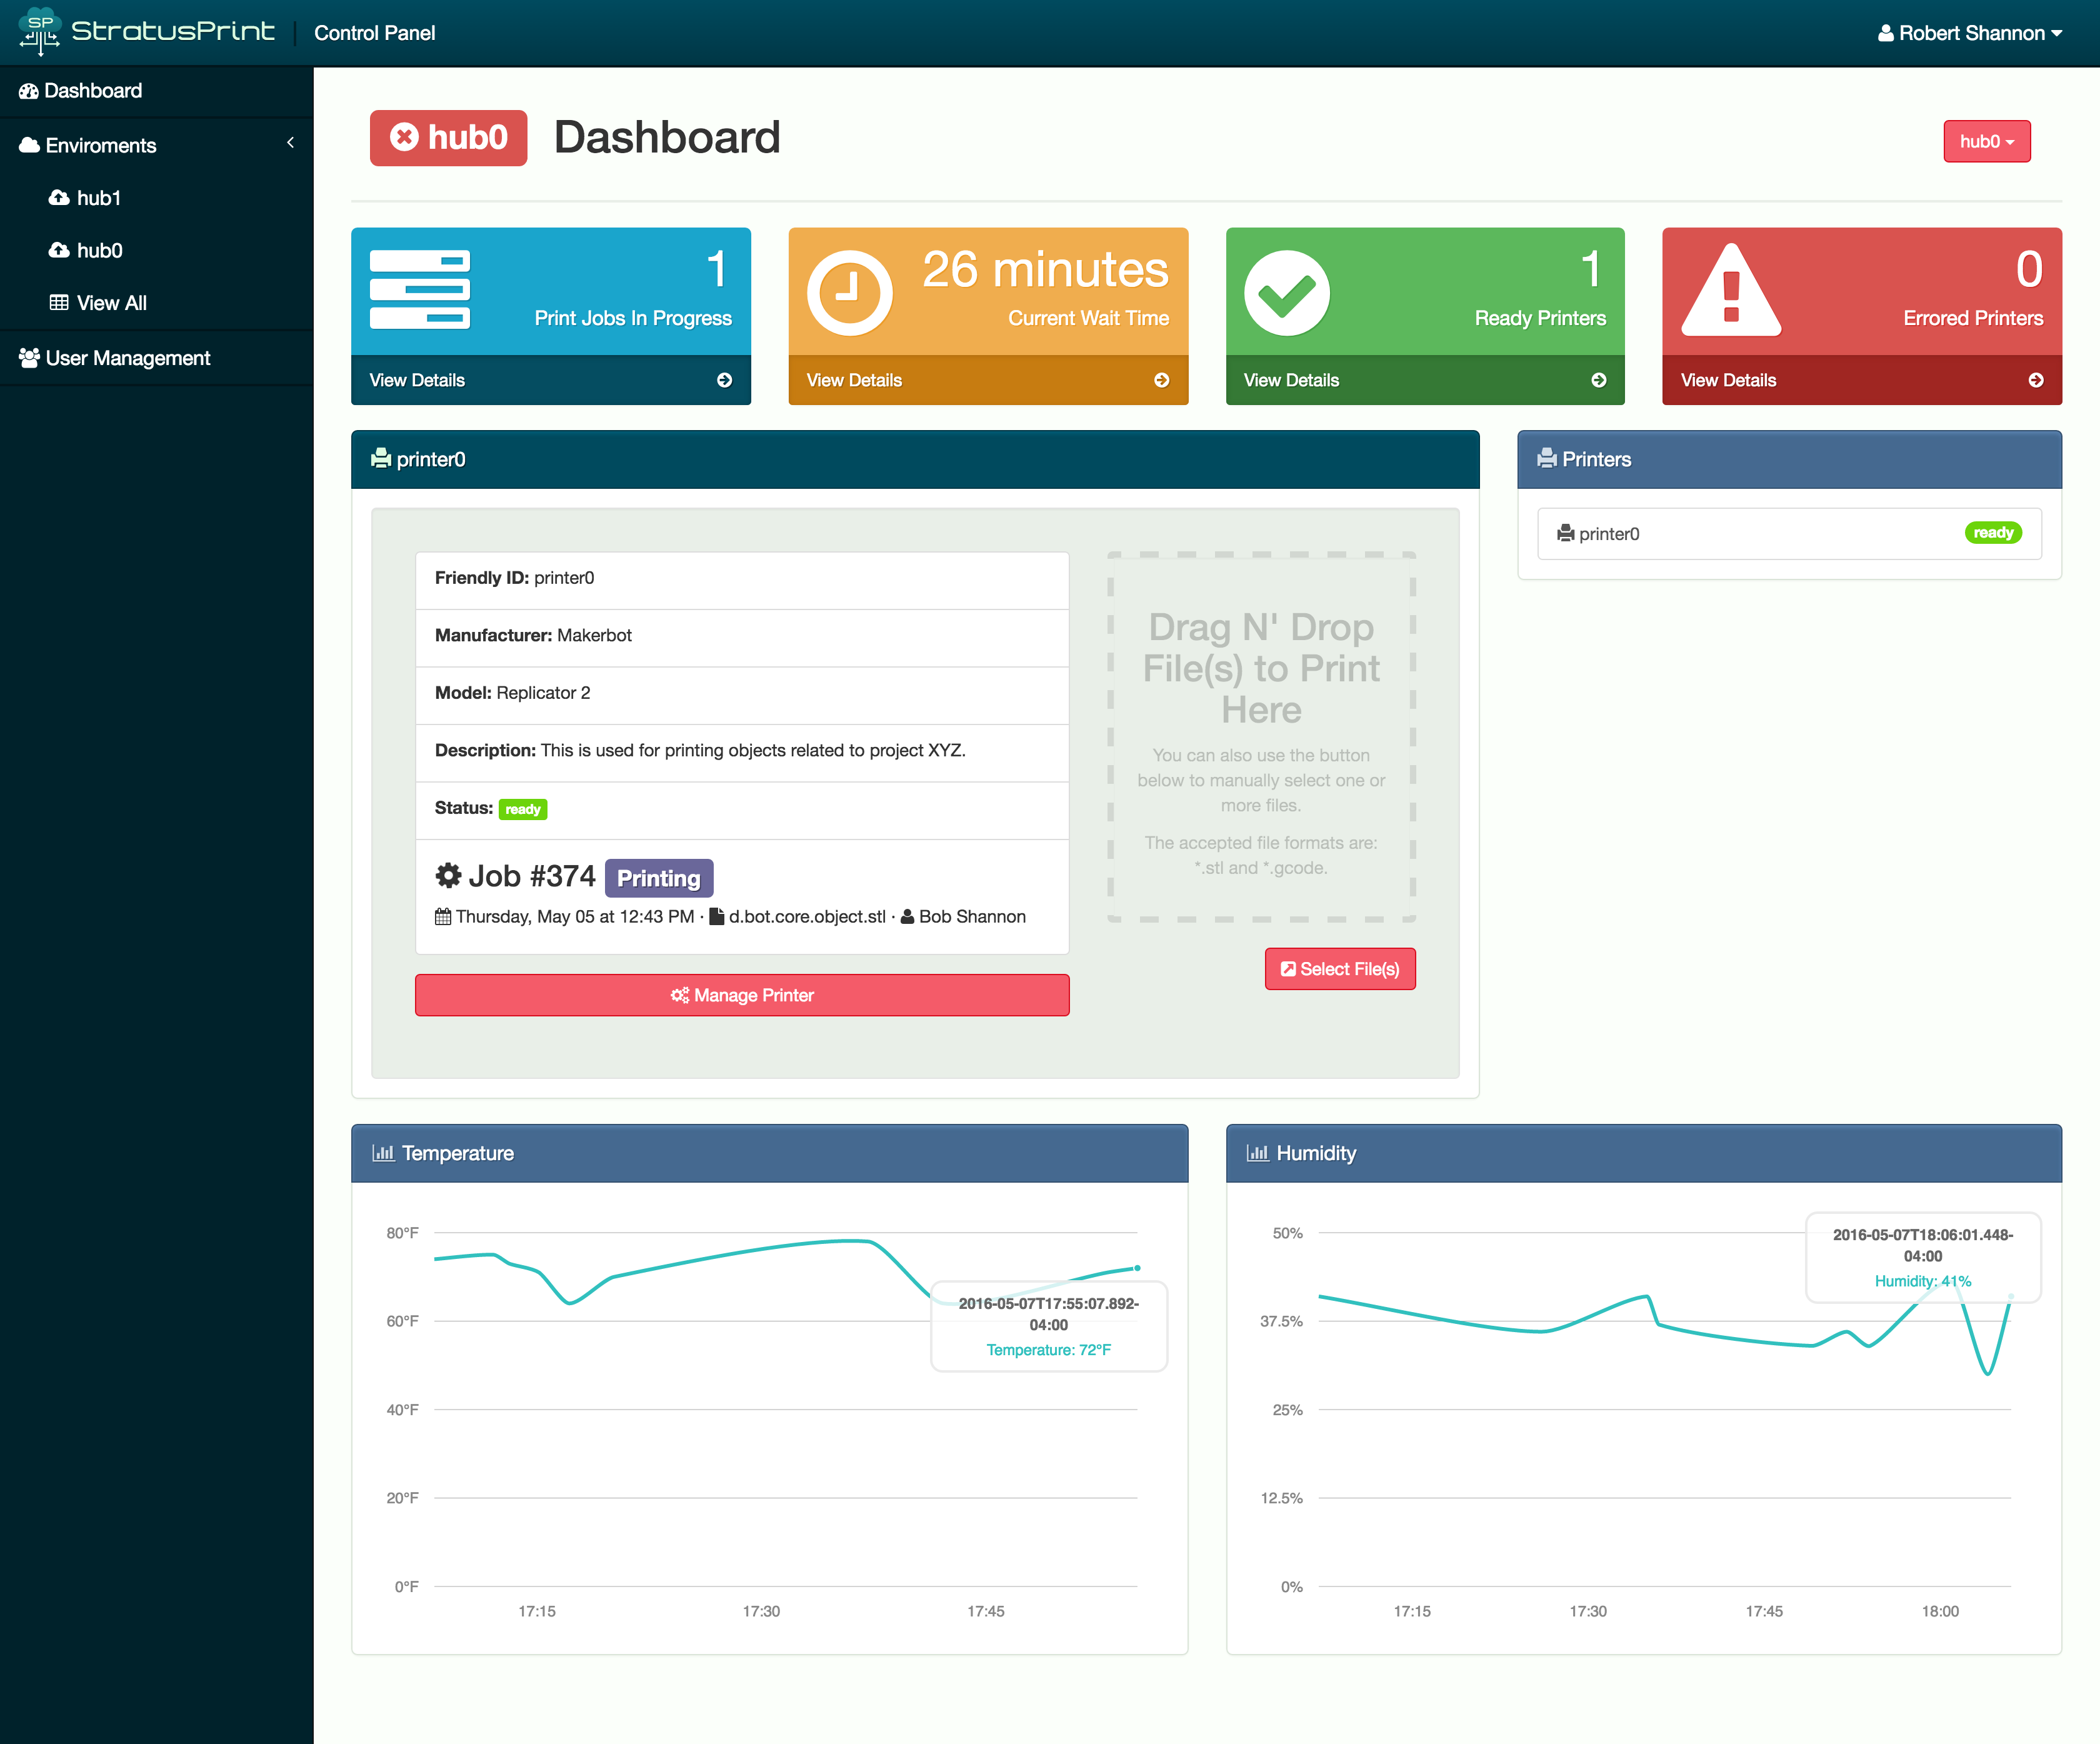 SP StratusPrint
Control Panel
Robert Shannon
Dashboard
Enviroments
hub1
hub0
View All
User Management
hub0 Dashboard
hub0
1
Print Jobs In Progress
View Details
26 minutes
Current Wait Time
View Details
1
Ready Printers
View Details
0
Errored Printers
View Details
printer0
Friendly ID: printer0
Manufacturer: Makerbot
Model: Replicator 2
Description: This is used for printing objects related to project XYZ.
Status: ready
Job #374 Printing
Thursday, May 05 at 12:43 PM · d.bot.core.object.stl · Bob Shannon
Manage Printer
Drag N' Drop
File(s) to Print
Here
You can also use the button
below to manually select one or
more files.
The accepted file formats are:
*.stl and *.gcode.
Select File(s)
Printers
printer0 ready
Temperature
80°F
60°F
40°F
20°F
0°F
17:15 17:30 17:45
2016-05-07T17:55:07.892-
04:00
Temperature: 72°F
Humidity
50%
37.5%
25%
12.5%
0%
17:15 17:30 17:45 18:00
2016-05-07T18:06:01.448-
04:00
Humidity: 41%